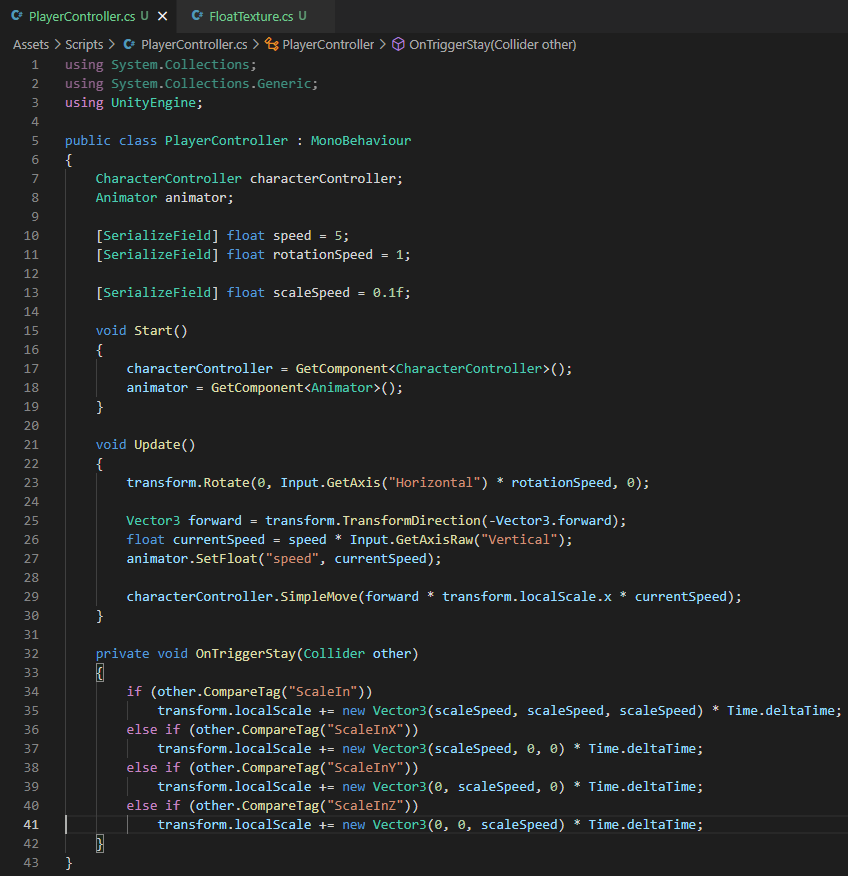 PlayerController.cs U
FloatTexture.cs U
Assets > Scripts > PlayerController.cs > PlayerController > OnTriggerStay(Collider other)
1 using System.Collections;
2 using System.Collections.Generic;
3 using UnityEngine;
4
5 public class PlayerController : MonoBehaviour
6 {
7     CharacterController characterController;
8     Animator animator;
9
10     [SerializeField] float speed = 5;
11     [SerializeField] float rotationSpeed = 1;
12
13     [SerializeField] float scaleSpeed = 0.1f;
14
15     void Start()
16     {
17         characterController = GetComponent<CharacterController>();
18         animator = GetComponent<Animator>();
19     }
20
21     void Update()
22     {
23         transform.Rotate(0, Input.GetAxis("Horizontal") * rotationSpeed, 0);
24
25         Vector3 forward = transform.TransformDirection(-Vector3.forward);
26         float currentSpeed = speed * Input.GetAxisRaw("Vertical");
27         animator.SetFloat("speed", currentSpeed);
28
29         characterController.SimpleMove(forward * transform.localScale.x * currentSpeed);
30     }
31
32     private void OnTriggerStay(Collider other)
33     {
34         if (other.CompareTag("ScaleIn"))
35             transform.localScale += new Vector3(scaleSpeed, scaleSpeed, scaleSpeed) * Time.deltaTime;
36         else if (other.CompareTag("ScaleInX"))
37             transform.localScale += new Vector3(scaleSpeed, 0, 0) * Time.deltaTime;
38         else if (other.CompareTag("ScaleInY"))
39             transform.localScale += new Vector3(0, scaleSpeed, 0) * Time.deltaTime;
40         else if (other.CompareTag("ScaleInZ"))
41             transform.localScale += new Vector3(0, 0, scaleSpeed) * Time.deltaTime;
42     }
43 }